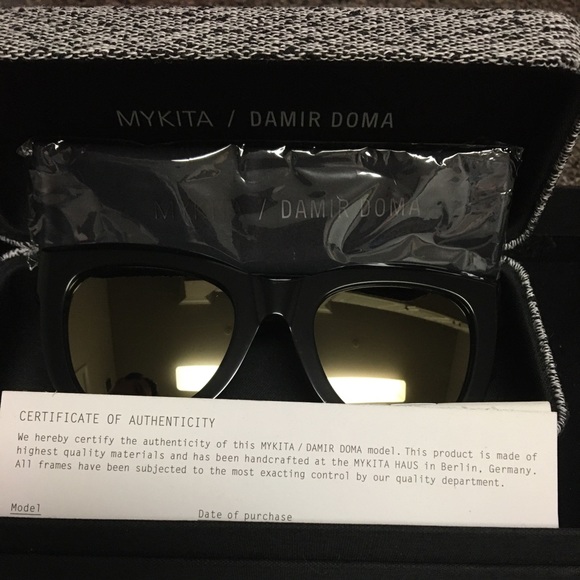 MYKITA / DAMIR DOMA
/ DAMIR DOMA
CERTIFICATE OF AUTHENTICITY
We hereby certify the authenticity of this MYKITA / DAMIR DOMA model. This product is made of
highest quality materials and has been handcrafted at the MYKITA HAUS in Berlin, Germany.
All frames have been subjected to the most exacting control by our quality department.
Model
Date of purchase